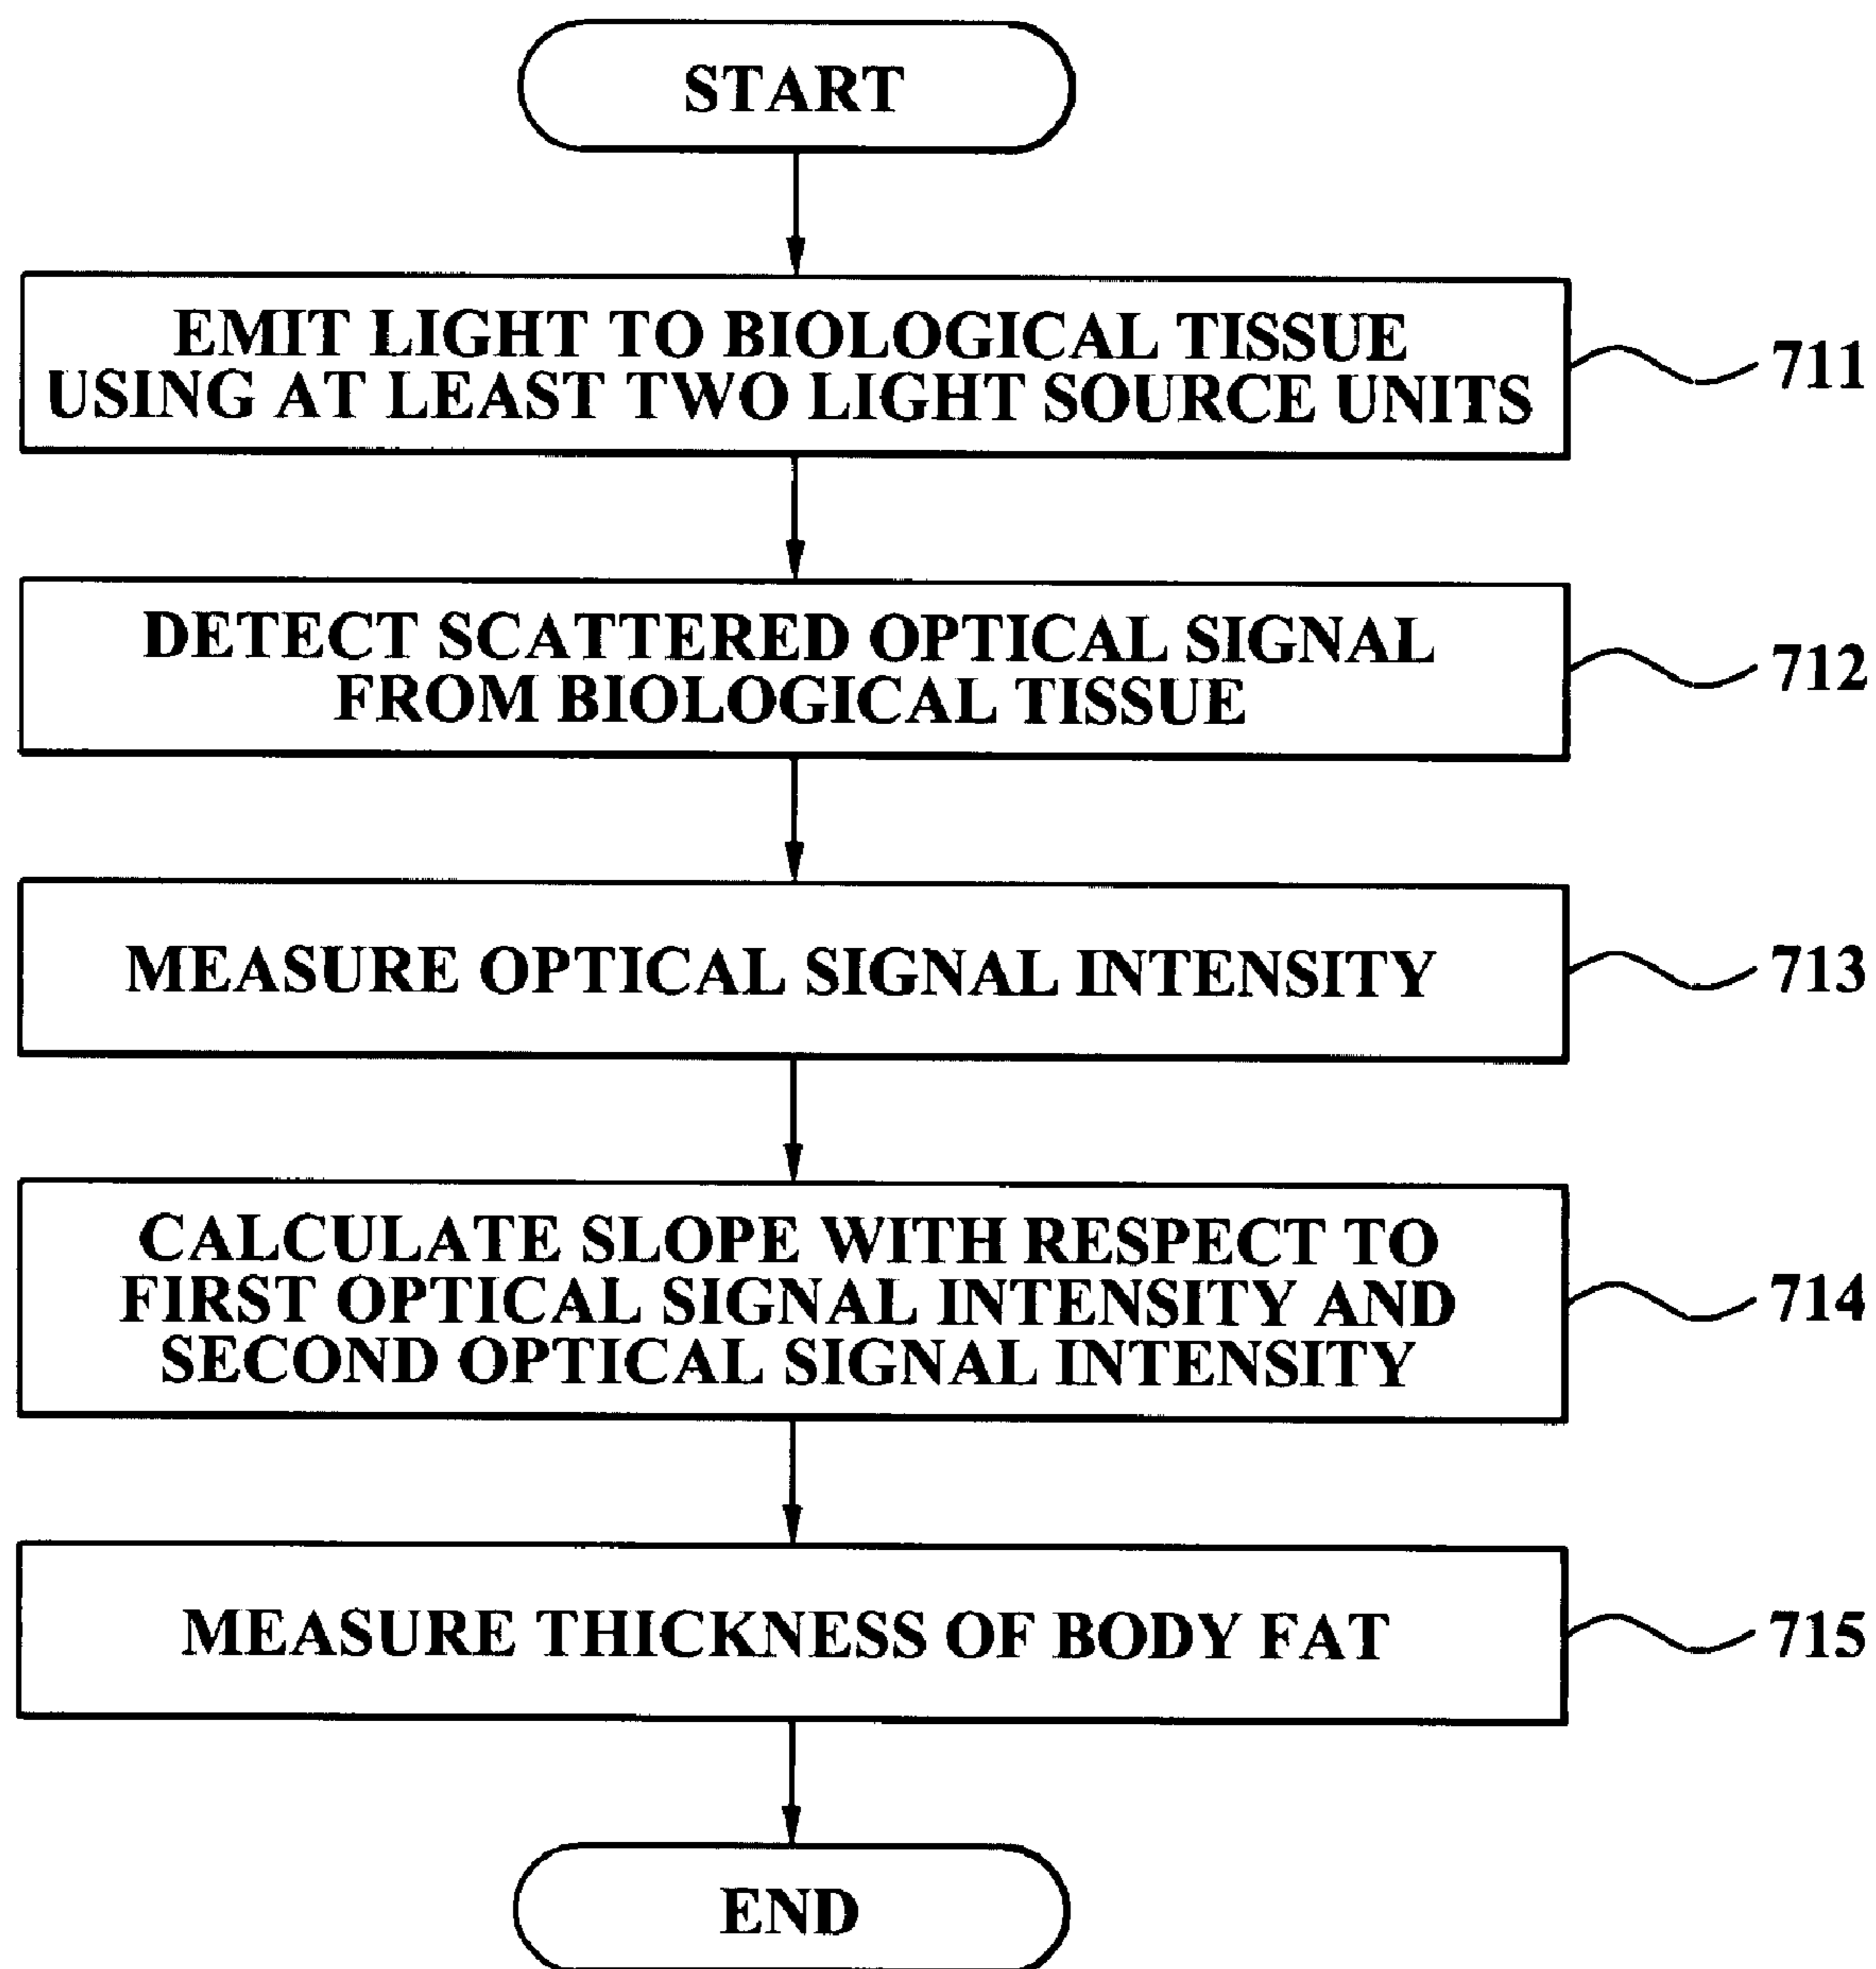 START
EMIT LIGHT TO BIOLOGICAL TISSUE
USING AT LEAST TWO LIGHT SOURCE UNITS
711
DETECT SCATTERED OPTICAL SIGNAL
FROM BIOLOGICAL TISSUE
712
MEASURE OPTICAL SIGNAL INTENSITY
713
CALCULATE SLOPE WITH RESPECT TO
FIRST OPTICAL SIGNAL INTENSITY AND
SECOND OPTICAL SIGNAL INTENSITY
714
MEASURE THICKNESS OF BODY FAT
715
END